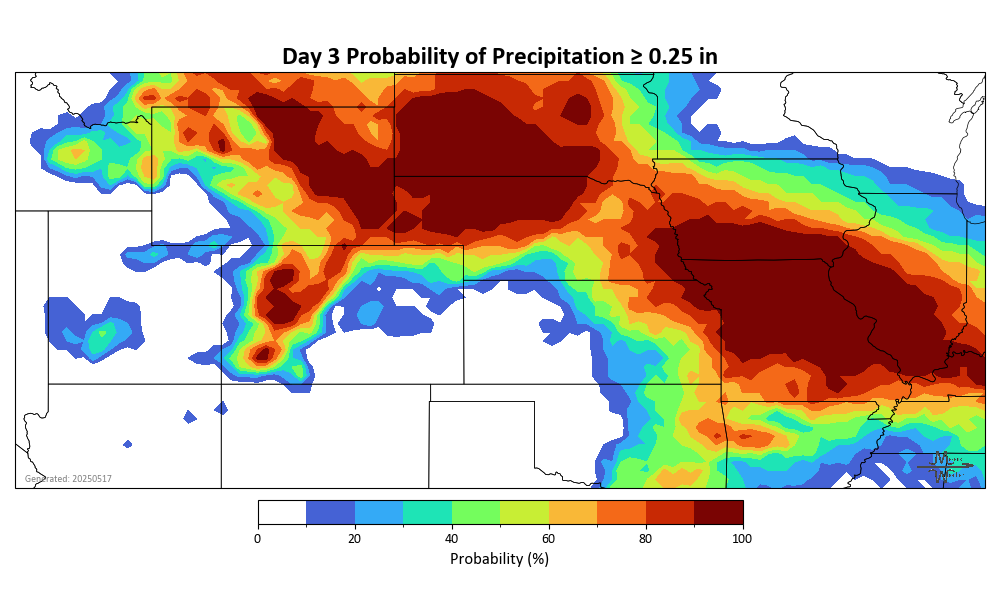 Day 3 Probability of Precipitation ≥ 0.25 in
Generated: 20250517
0 20 40 60 80 100
Probability (%)